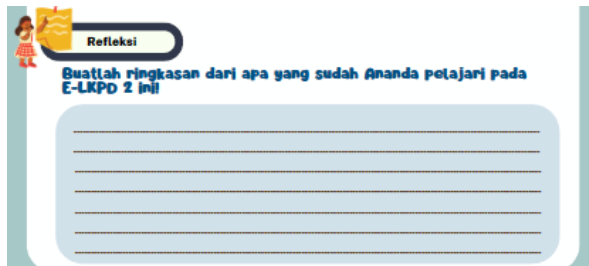 Refleksi
Buatlah ringkasan dari apa yang sudah Ananda pelajari pada
E-LKPD 2 ini!